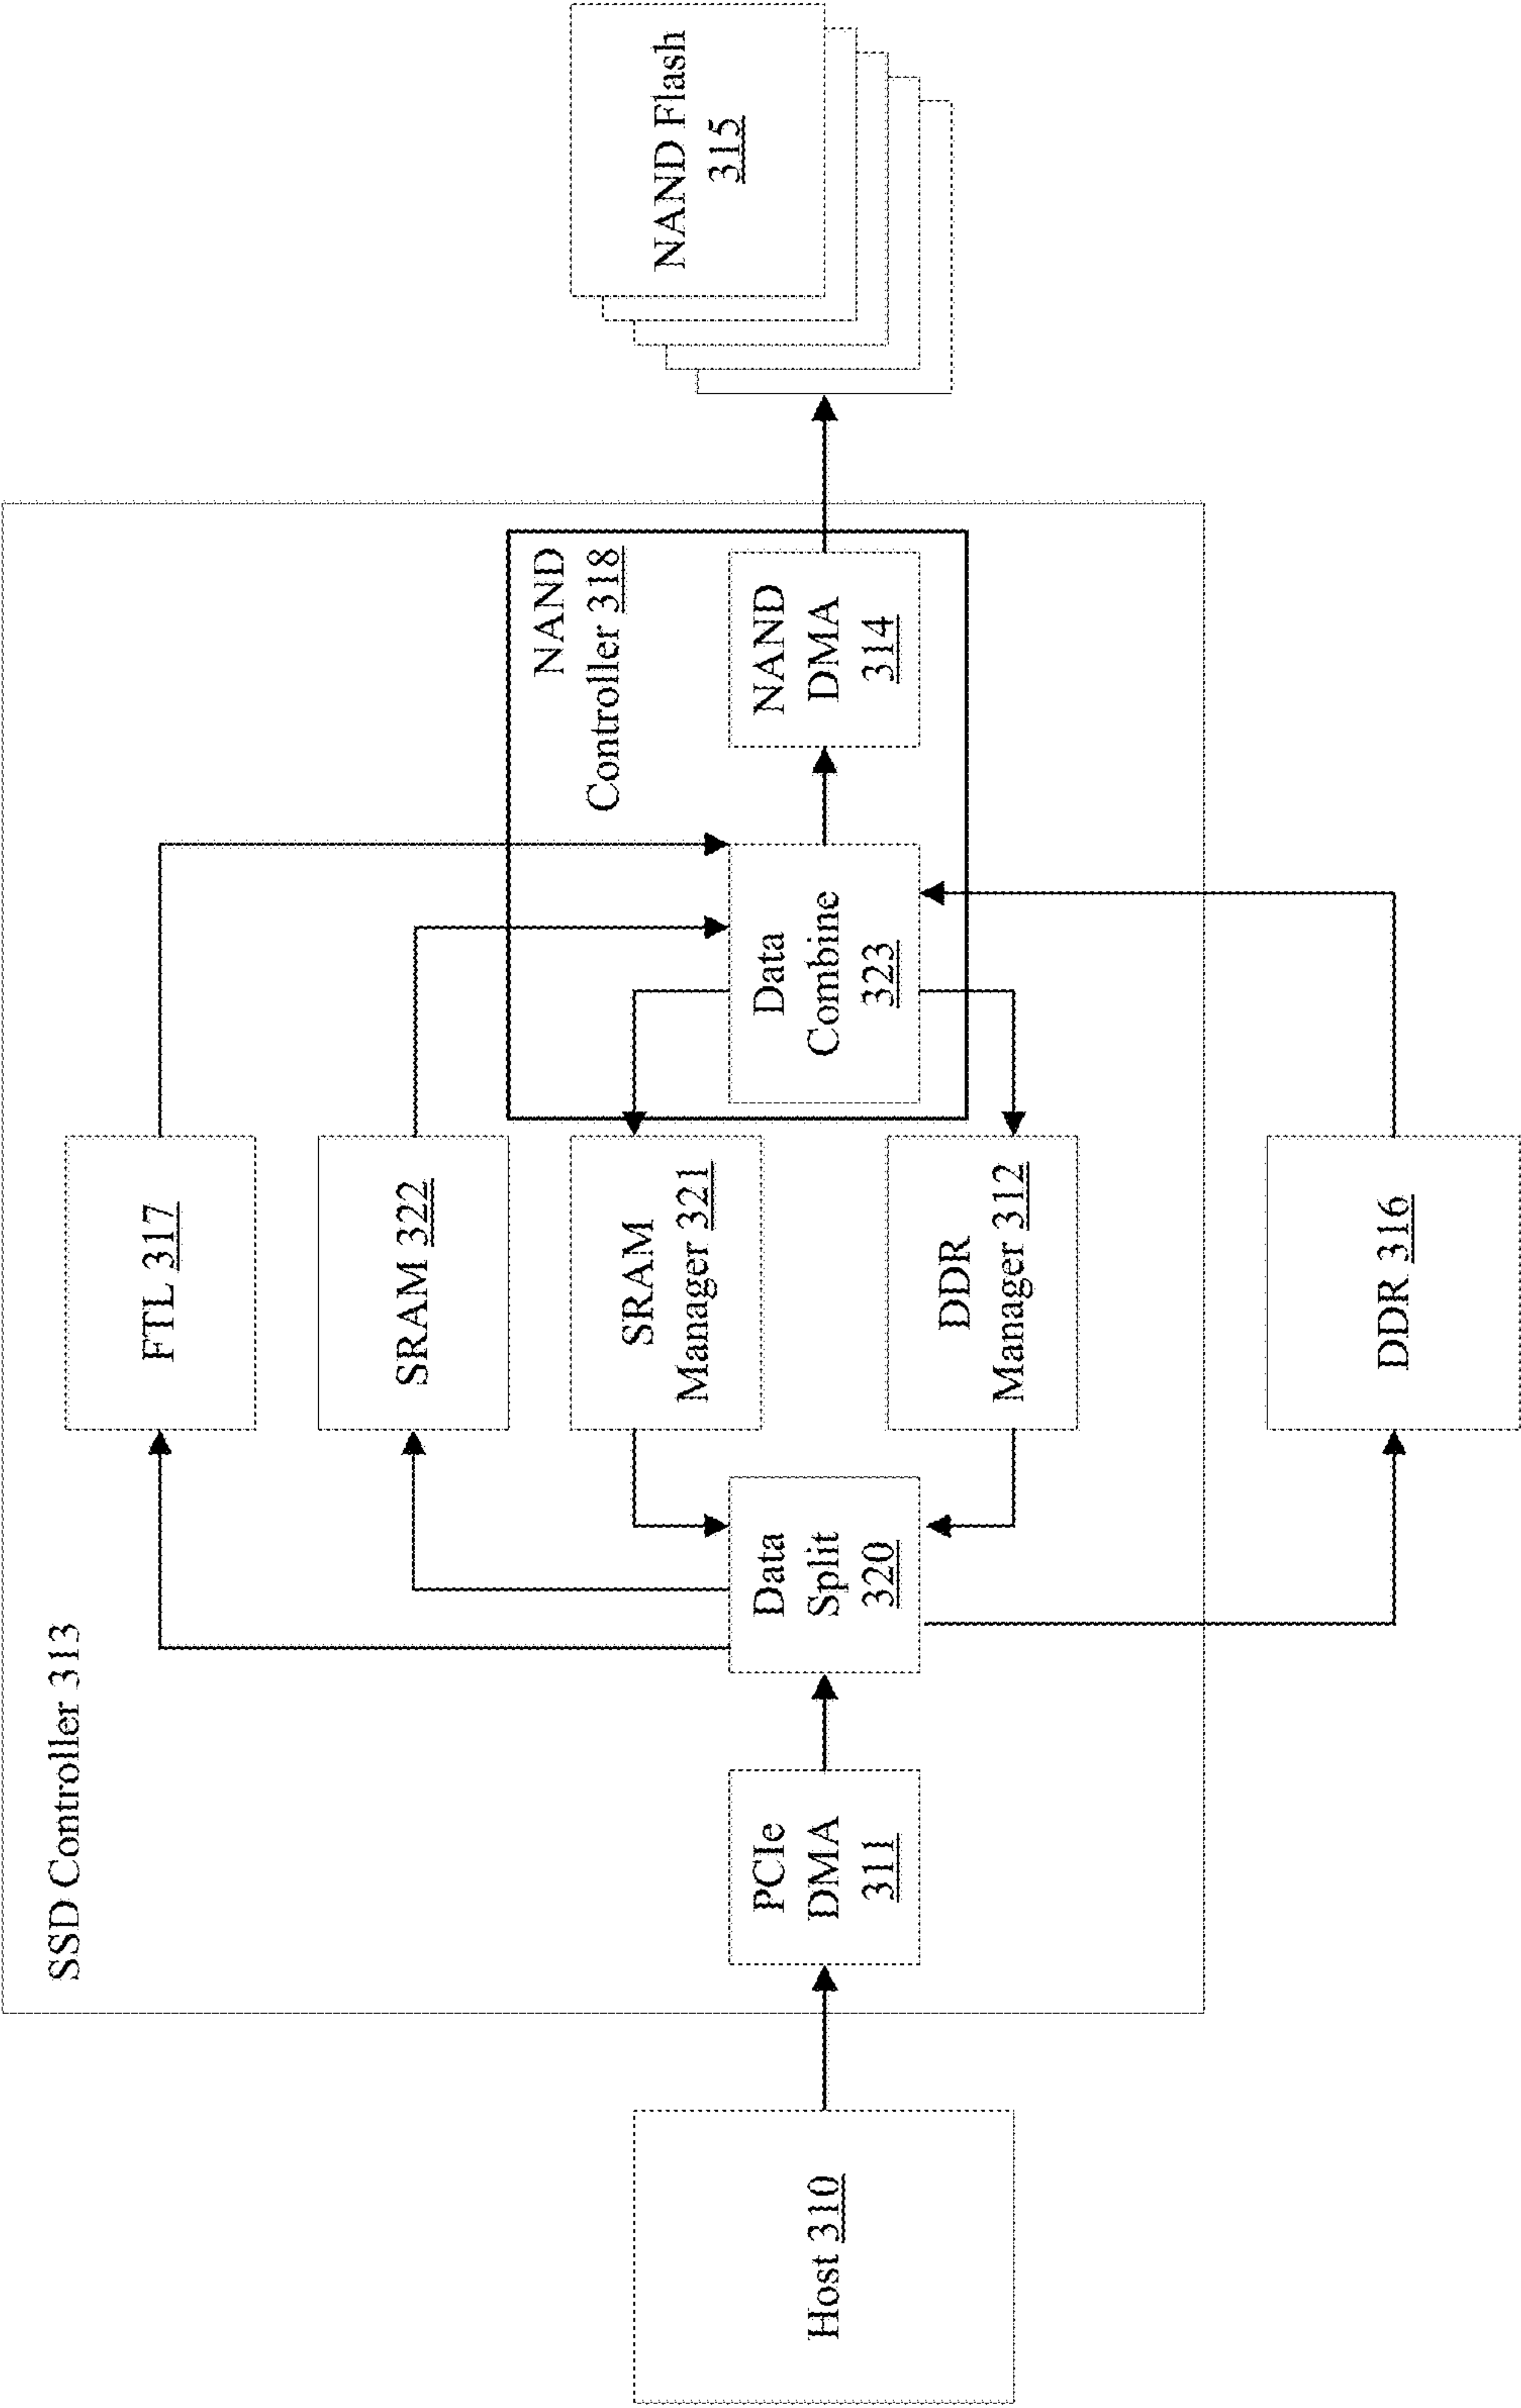 SSD Controller 313
FTL 317
SRAM 322
NAND
Controller 318
SRAM
Manager 321
Host 310
PCIe
DMA
311
Data
Split
320
Data
Combine
323
NAND
DMA
314
NAND Flash
315
DDR
Manager 312
DDR 316